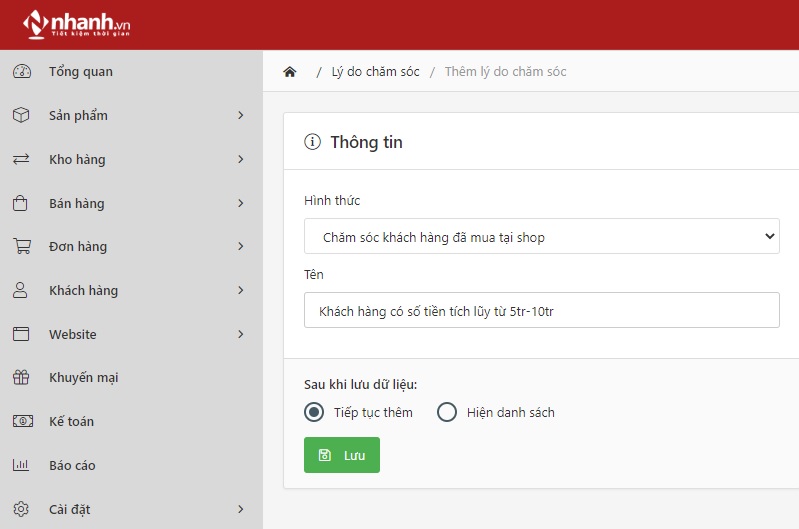 nhanh.vn
Tiết kiệm thời gian
Tổng quan
Sản phẩm
Kho hàng
Bán hàng
Đơn hàng
Khách hàng
Website
Khuyến mại
Kế toán
Báo cáo
Cài đặt
/ Lý do chăm sóc / Thêm lý do chăm sóc
Thông tin
Hình thức
Chăm sóc khách hàng đã mua tại shop
Tên
Khách hàng có số tiền tích lũy từ 5tr-10tr
Sau khi lưu dữ liệu:
Tiếp tục thêm Hiện danh sách
Lưu